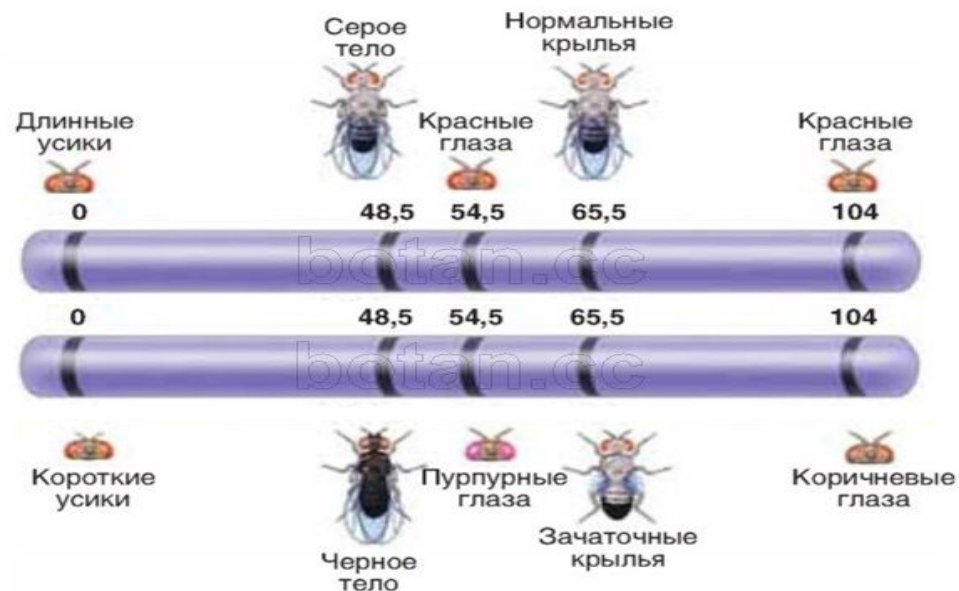 Серое
тело
Нормальные
крылья
Длинные
усики
Красные
глаза
Красные
глаза
0
48,5
54,5
65,5
104
botan.cc
0
48,5
54,5
65,5
104
botan.cc
Короткие
усики
Черное
тело
Пурпурные
глаза
Зачаточные
крылья
Коричневые
глаза